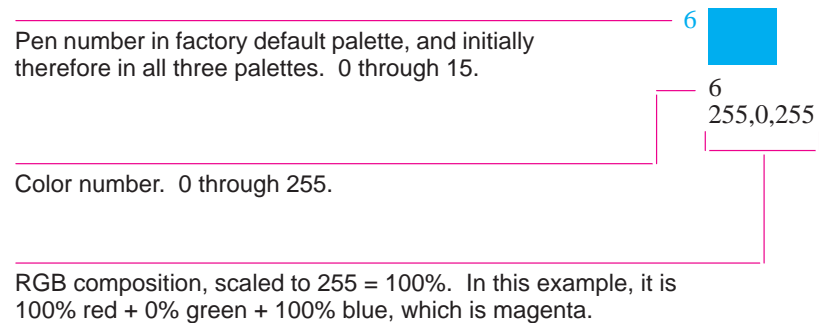 6
Pen number in factory default palette, and initially
therefore in all three palettes. 0 through 15.
6
255,0,255
Color number. 0 through 255.
RGB composition, scaled to 255 = 100%. In this example, it is
100% red + 0% green + 100% blue, which is magenta.